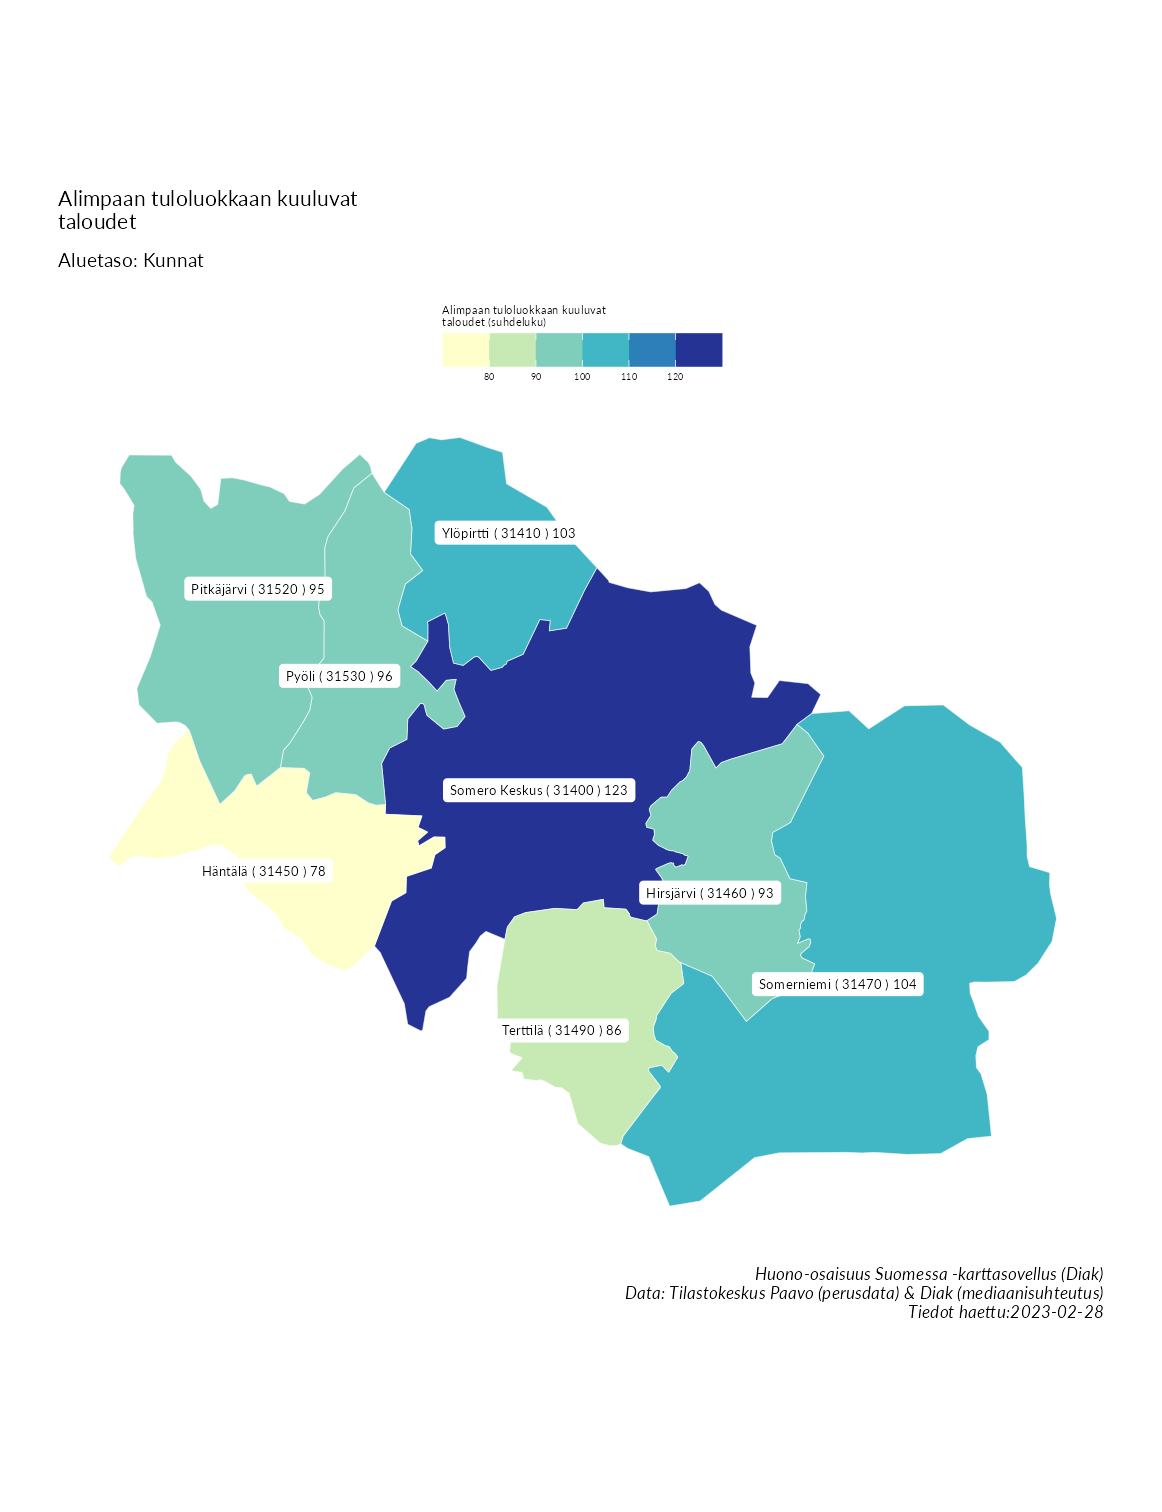 Alimpaan tuloluokkaan kuuluvat
taloudet
Aluetaso: Kunnat
Alimpaan tuloluokkaan kuuluvat
taloudet (suhdeluku)
80 90 100 110 120
Ylöpirtti ( 31410 ) 103
Pitkäjärvi ( 31520 ) 95
Pyöli ( 31530 ) 96
Somero Keskus ( 31400 ) 123
Häntälä ( 31450 ) 78
Hirsjärvi ( 31460 ) 93
Somerniemi ( 31470 ) 104
Terttilä ( 31490 ) 86
Huono-osaisuus Suomessa -karttasovellus (Diak)
Data: Tilastokeskus Paavo (perusdata) & Diak (mediaanisuhteutus)
Tiedot haettu:2023-02-28